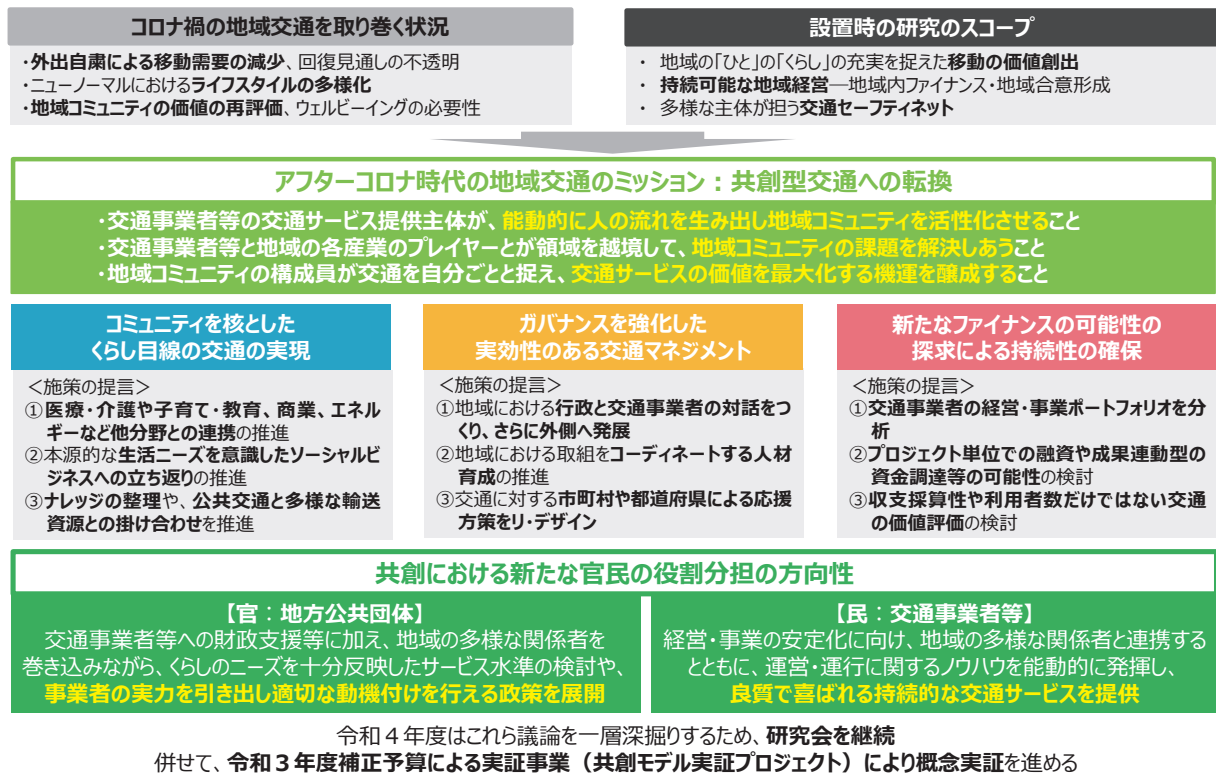 コロナ禍の地域交通を取り巻く状況
・外出自粛による移動需要の減少、回復見通しの不透明
・ニューノーマルにおけるライフスタイルの多様化
・地域コミュニティの価値の再評価、ウェルビーイングの必要性
設置時の研究のスコープ
・ 地域の「ひと」の「くらし」の充実を捉えた移動の価値創出
・ 持続可能な地域経営―地域内ファイナンス・地域合意形成
・ 多様な主体が担う交通セーフティネット
アフターコロナ時代の地域交通のミッション：共創型交通への転換
・交通事業者等の交通サービス提供主体が、能動的に人の流れを生み出し地域コミュニティを活性化させること
・交通事業者等と地域の各産業のプレイヤーとが領域を越境して、地域コミュニティの課題を解決しあうこと
・地域コミュニティの構成員が交通を自分ごと捉え、交通サービスの価値を最大化する機運を醸成すること
コミュニティを核とした
くらし目線の交通の実現
＜施策の提言＞
①医療・介護や子育て・教育、商業、エネル
ギーなど他分野との連携の推進
②本源的な生活ニーズを意識したソーシャルビ
ジネスへの立ち返りの推進
③ナレッジの整理や、公共交通と多様な輸送
資源との掛け合わせを推進
ガバナンスを強化した
実効性のある交通マネジメント
＜施策の提言＞
①地域における行政と交通事業者の対話をつ
くり、さらに外側へ発展
②地域における取組をコーディネートする人材
育成の推進
③交通に対する市町村や都道府県による応援
方策をリ・デザイン
新たなファイナンスの可能性の
探求による持続性の確保
＜施策の提言＞
①交通事業者の経営・事業ポートフォリオを分
析
②プロジェクト単位での融資や成果連動型の
資金調達等の可能性の検討
③収支採算性や利用者数だけではない交通
の価値評価の検討
共創における新たな官民の役割分担の方向性
【官：地方公共団体】
交通事業者等への財政支援等に加え、地域の多様な関係者を
巻き込みながら、くらしのニーズを十分反映したサービス水準の検討や、
事業者の実力を引き出し適切な動機付けを行える政策を展開
【民：交通事業者等】
経営・事業の安定化に向け、地域の多様な関係者と連携する
とともに、運営・運行に関するノウハウを能動的に発揮し、
良質で喜ばれる持続的な交通サービスを提供
令和４年度はこれら議論を一層深掘りするため、研究会を継続
併せて、令和３年度補正予算による実証事業（共創モデル実証プロジェクト）により概念実証を進める